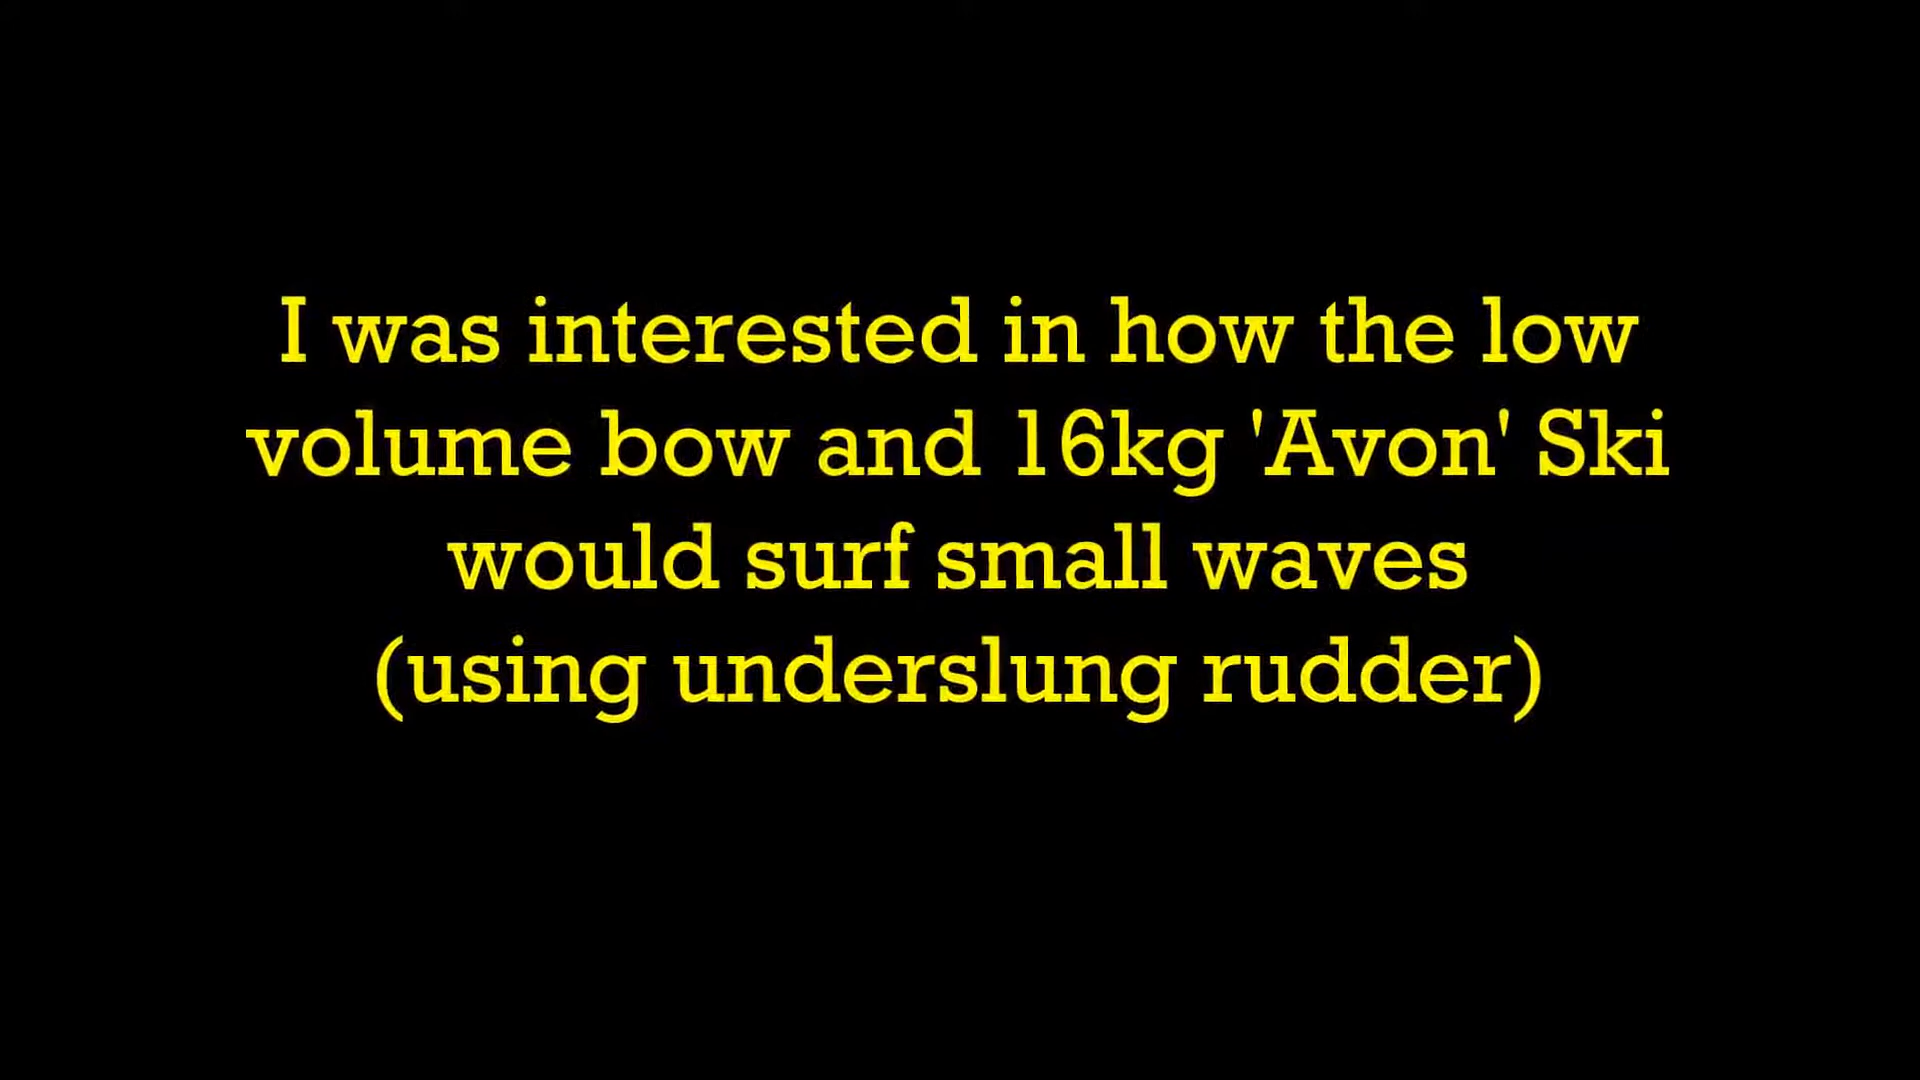 I was interested in how the low
volume bow and 16kg 'Avon' Ski
would surf small waves
(using underslung rudder)